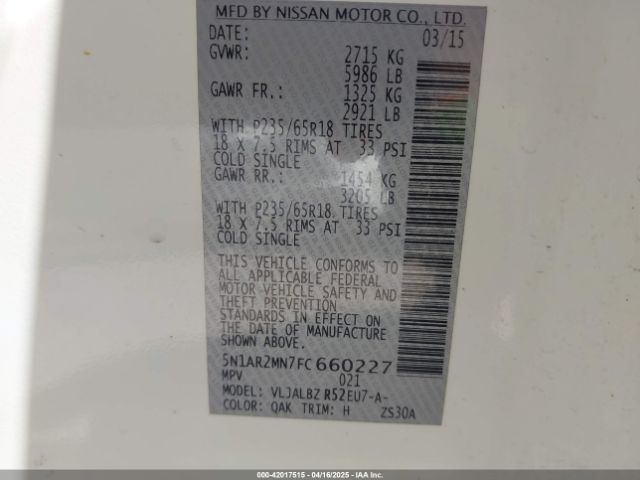 MFD BY NISSAN MOTOR CO., LTD.
DATE: 03/15
GVWR: 2715 KG
5986 LB
GAWR FR.: 1325 KG
2921 LB
WITH P235/65R18 TIRES
18 X 7.5 RIMS AT 33 PSI
COLD SINGLE
GAWR RR.: 1454 KG
3205 LB
WITH P235/65R18 TIRES
18 X 7.5 RIMS AT 33 PSI
COLD SINGLE
THIS VEHICLE CONFORMS TO
ALL APPLICABLE FEDERAL
MOTOR VEHICLE SAFETY AND
THEFT PREVENTION
STANDARDS IN EFFECT ON
THE DATE OF MANUFACTURE
SHOWN ABOVE.
5N1AR2MN7FC660227
MPV 021
MODEL: VLJALBZ R52EU7-A-
COLOR: QAK TRIM: H ZS30A
000-42017515 - 04/16/2025 - IAA Inc.